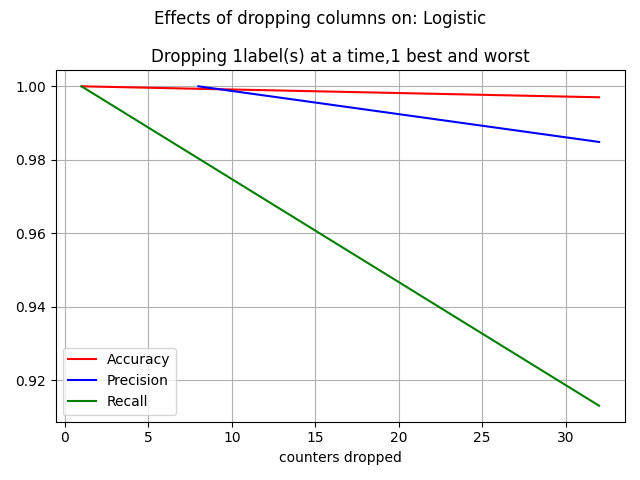 Effects of dropping columns on: Logistic
Dropping 1label(s) at a time,1 best and worst
1.00
0.98
0.96
0.94
0.92
Accuracy
Precision
Recall
0 5 10 15 20 25 30
counters dropped